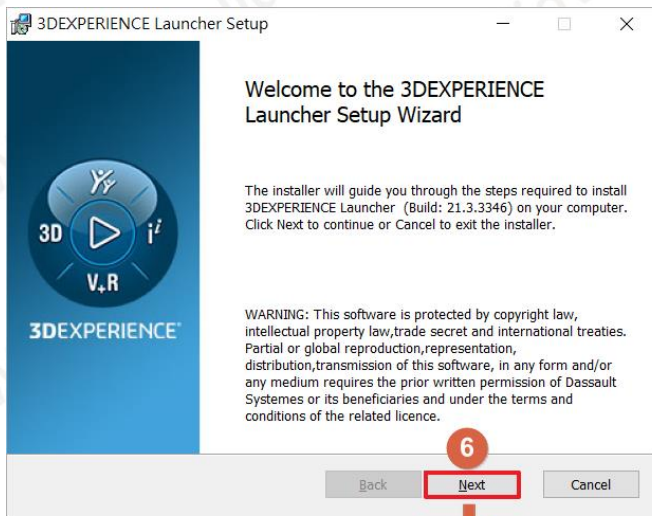 3DEXPERIENCE Launcher Setup
Welcome to the 3DEXPERIENCE
Launcher Setup Wizard
The installer will guide you through the steps required to install
3DEXPERIENCE Launcher (Build: 21.3.3346) on your computer.
Click Next to continue or Cancel to exit the installer.
3D
i
V+R
3DEXPERIENCE
WARNING: This software is protected by copyright law,
intellectual property law,trade secret and international treaties.
Partial or global reproduction,representation,
distribution,transmission of this software, in any form and/or
any medium requires the prior written permission of Dassault
Systemes or its beneficiaries and under the terms and
conditions of the related licence.
6
Back Next Cancel